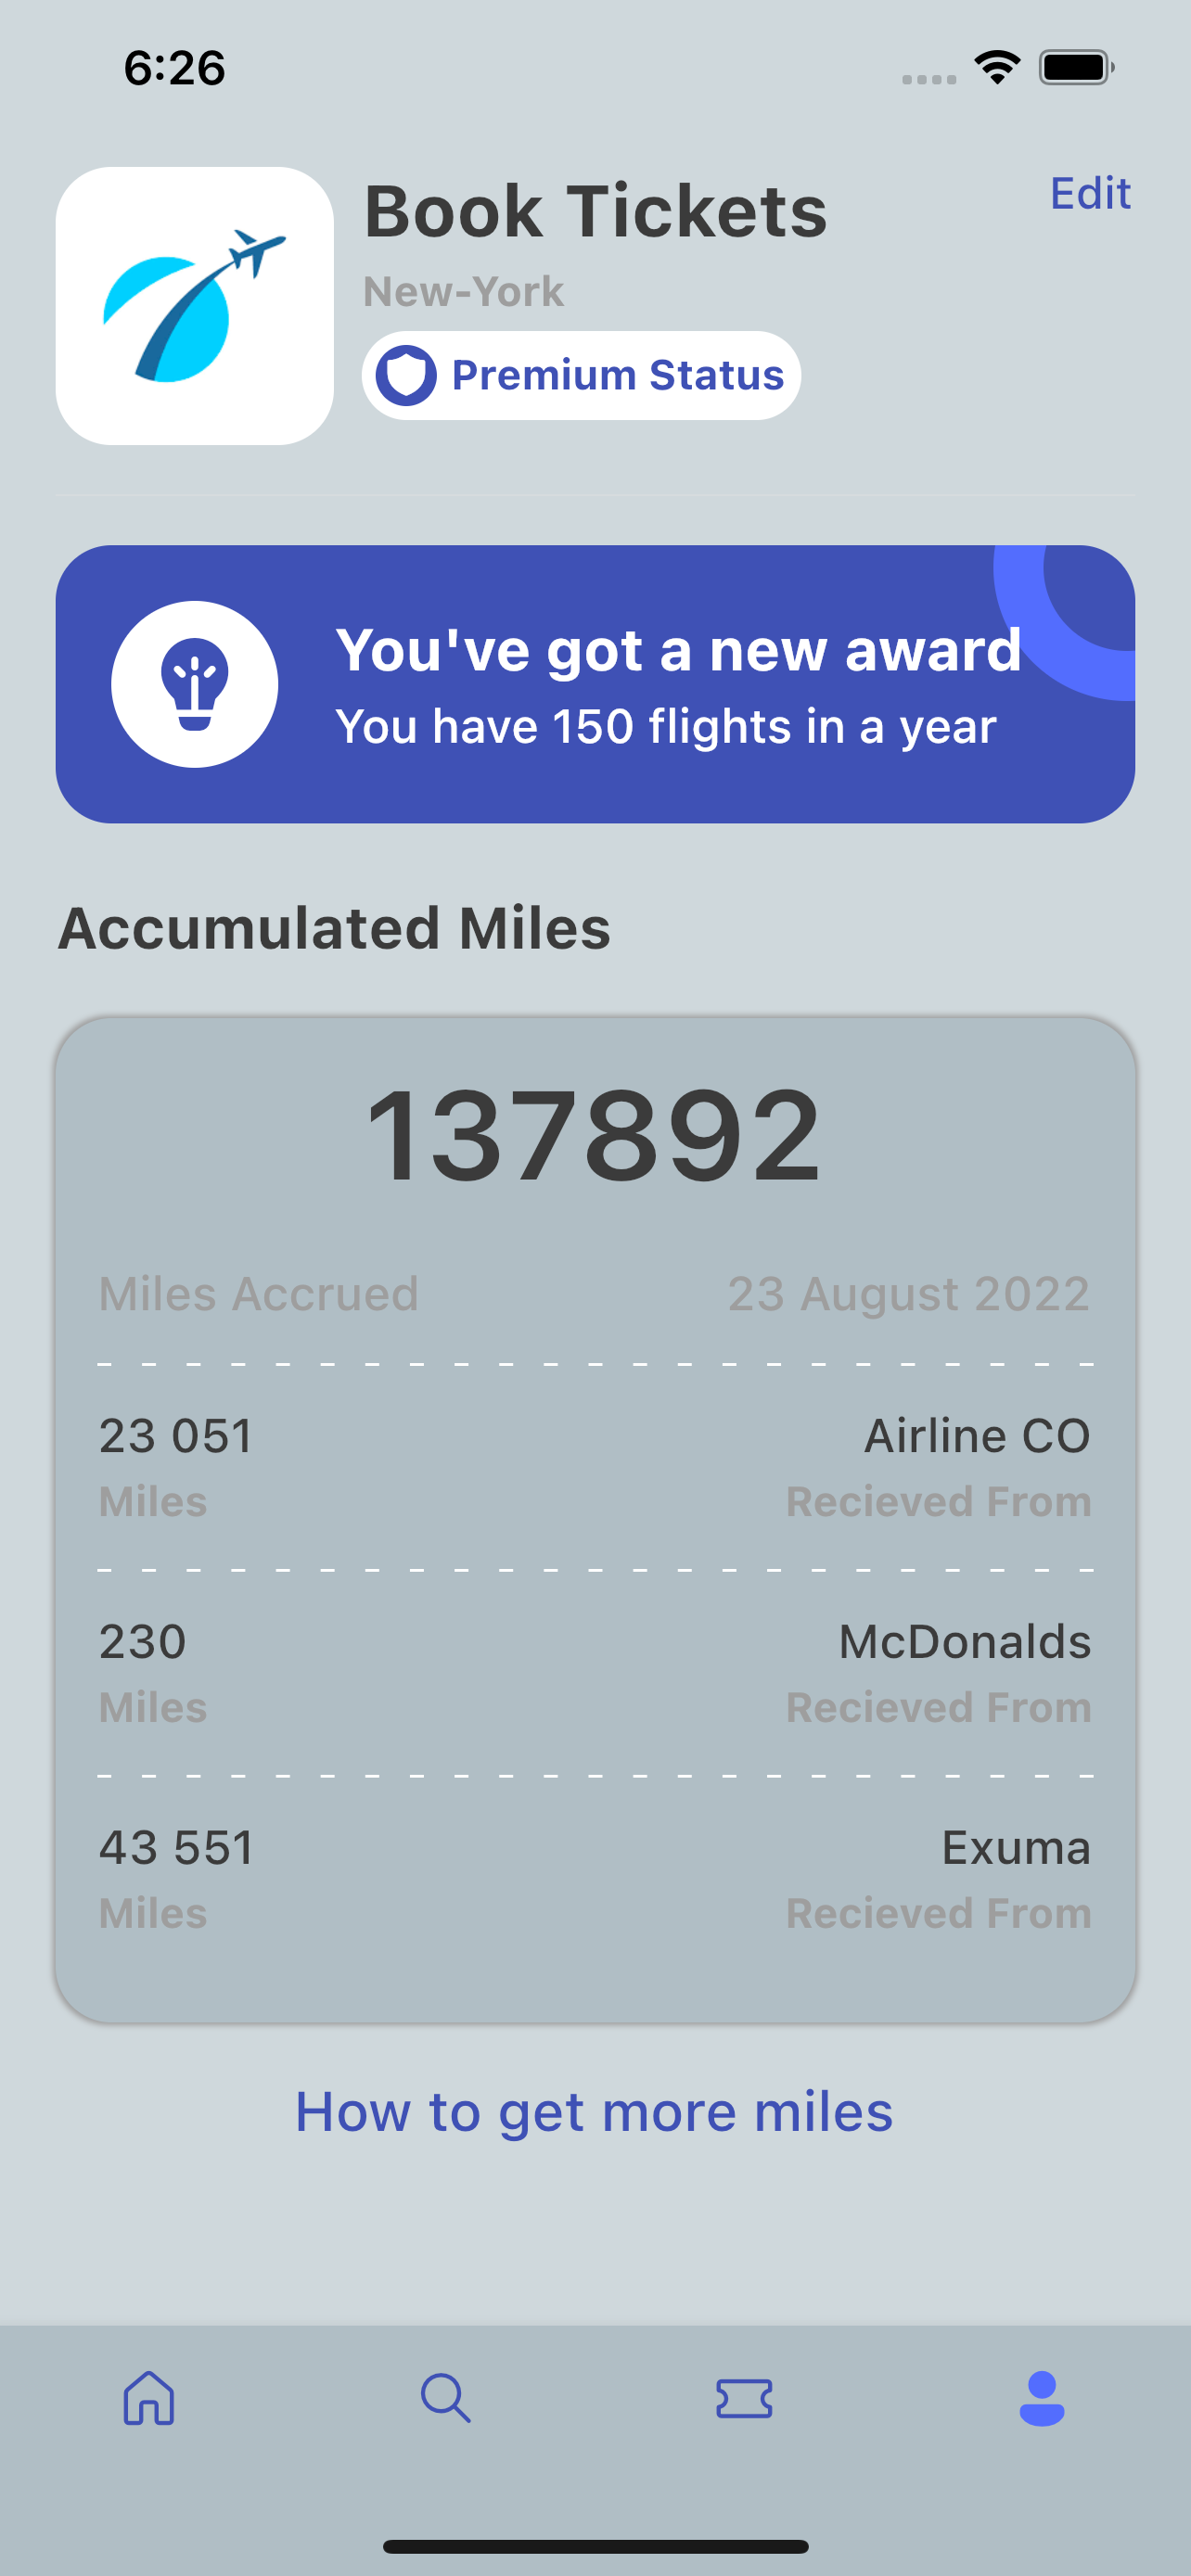 6:26
Book Tickets
Edit
New-York
Premium Status
You've got a new award
You have 150 flights in a year
Accumulated Miles
137892
Miles Accrued 23 August 2022
23 051 Airline CO
Miles Recieved From
230 McDonalds
Miles Recieved From
43 551 Exuma
Miles Recieved From
How to get more miles